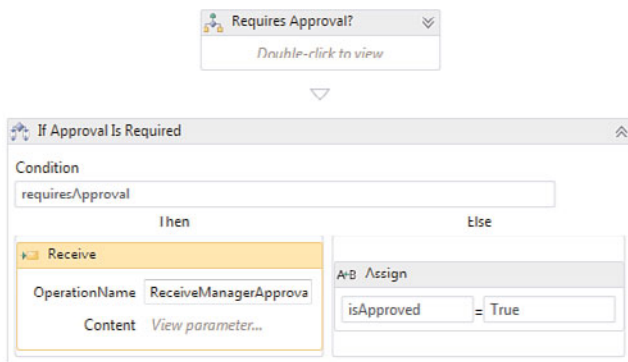 Requires Approval?
Double-click to view
If Approval Is Required
Condition
requiresApproval
Then
Else
Receive
OperationName ReceiveManagerApprova
Content View parameter...
A+B Assign
isApproved = True